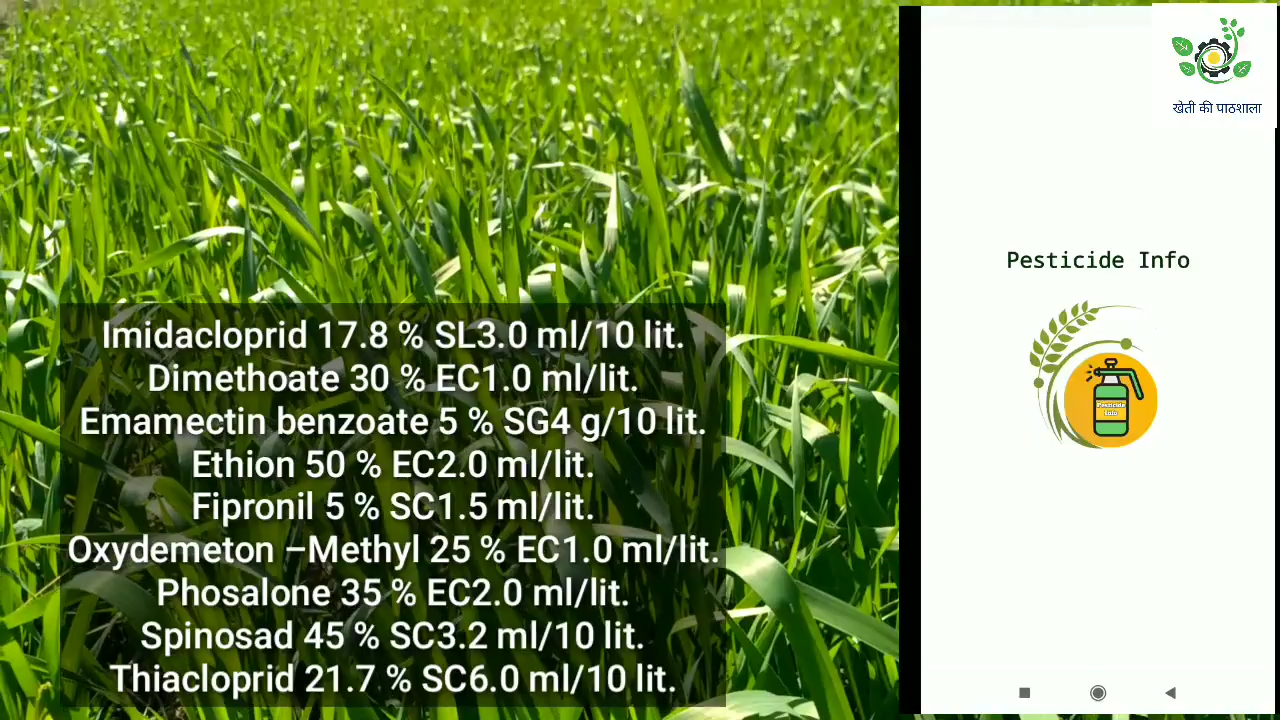 खेती की पाठशाला
Pesticide Info
Pesticide
Info
Imidacloprid 17.8 % SL3.0 ml/10 lit.
Dimethoate 30 % EC1.0 ml/lit.
Emamectin benzoate 5 % SG4 g/10 lit.
Ethion 50 % EC2.0 ml/lit.
Fipronil 5 % SC1.5 ml/lit.
Oxydemeton –Methyl 25 % EC1.0 ml/lit.
Phosalone 35 % EC2.0 ml/lit.
Spinosad 45 % SC3.2 ml/10 lit.
Thiacloprid 21.7 % SC6.0 ml/10 lit.